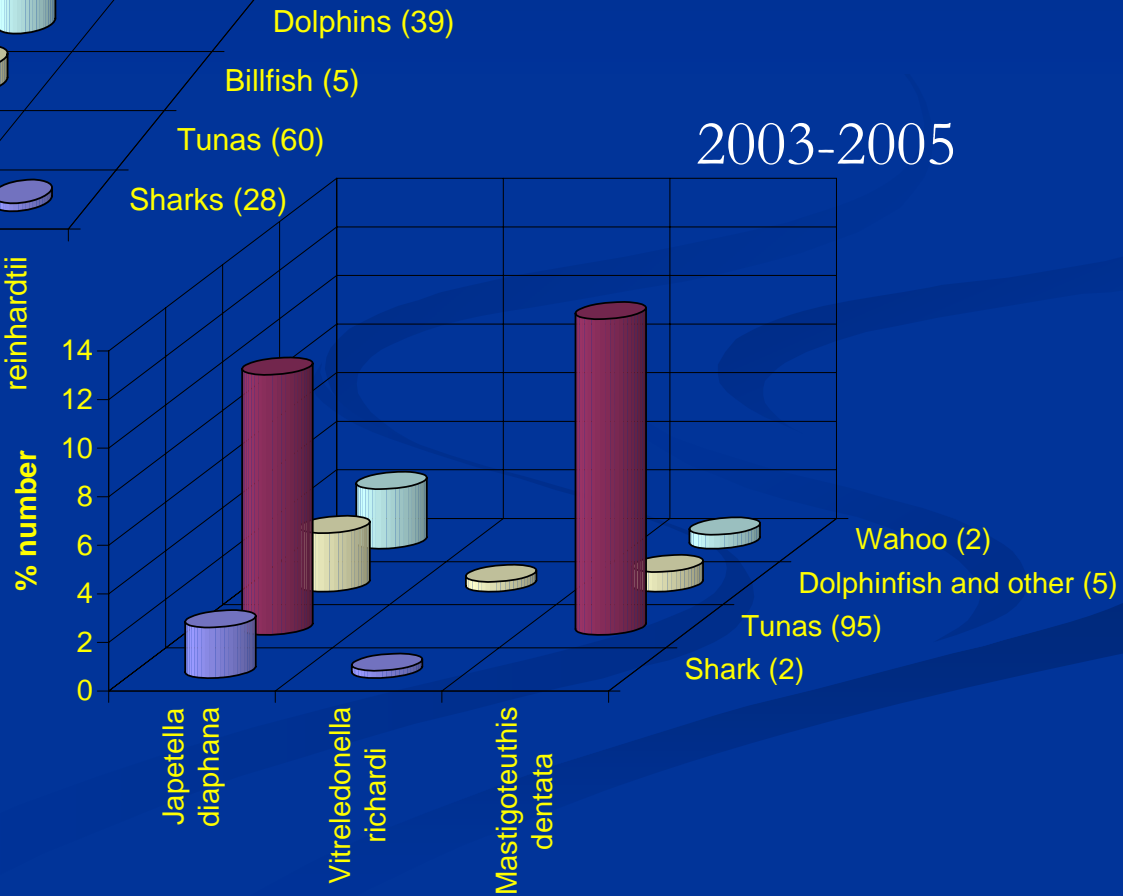 Dolphins (39)
Billfish (5)
Tunas (60)
Sharks (28)
reinhardtii
2003-2005
% number
14
12
10
8
6
4
2
0
Wahoo (2)
Dolphinfish and other (5)
Tunas (95)
Shark (2)
Japetella
diaphana
Vitreledonella
richardi
Mastigoteuthis
dentata